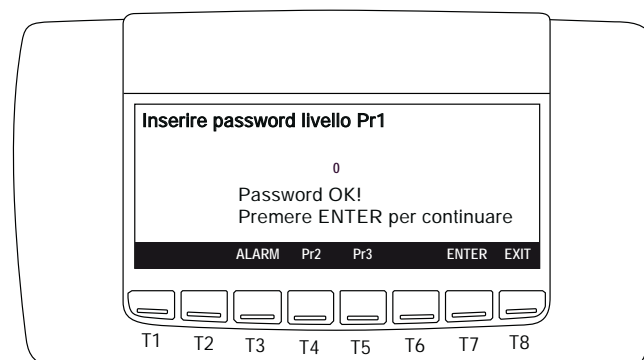 Inserire password livello Pr1
0
Password OK!
Premere ENTER per continuare
ALARM Pr2 Pr3 ENTER EXIT
T1 T2 T3 T4 T5 T6 T7 T8